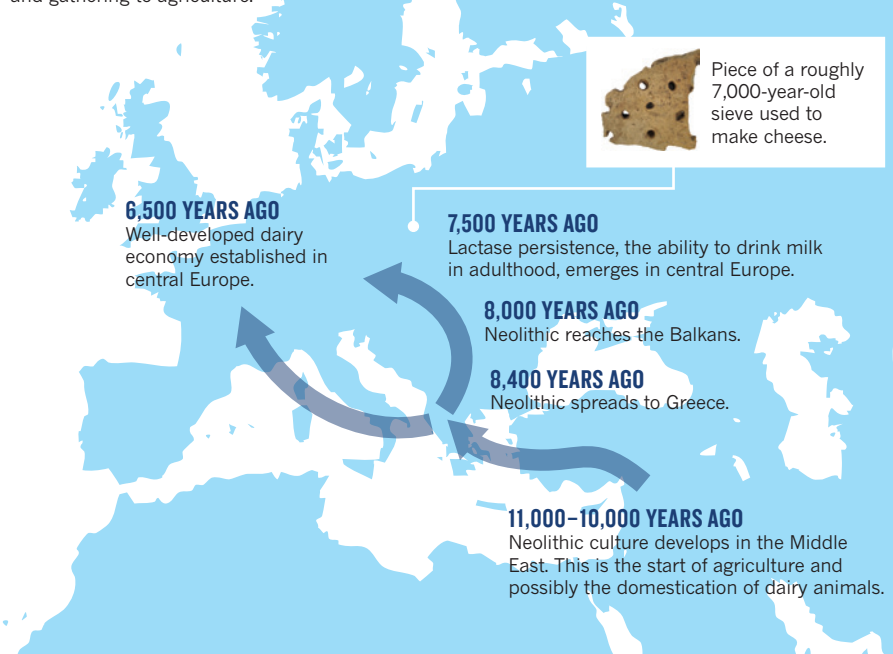 and gathering to agriculture.
Piece of a roughly
7,000-year-old
sieve used to
make cheese.
6,500 YEARS AGO
Well-developed dairy
economy established in
central Europe.
7,500 YEARS AGO
Lactase persistence, the ability to drink milk
in adulthood, emerges in central Europe.
8,000 YEARS AGO
Neolithic reaches the Balkans.
8,400 YEARS AGO
Neolithic spreads to Greece.
11,000–10,000 YEARS AGO
Neolithic culture develops in the Middle
East. This is the start of agriculture and
possibly the domestication of dairy animals.